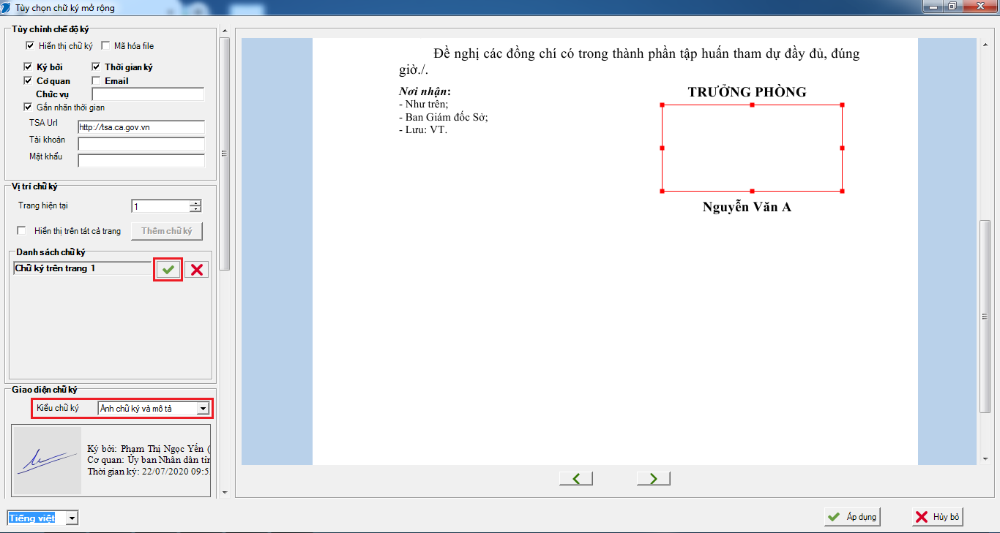 Tùy chọn chữ ký mở rộng
Tùy chỉnh chế độ ký
Hiển thị chữ ký
Mã hóa file
Ký bởi
Thời gian ký
Cơ quan
Email
Chức vụ
Gắn nhãn thời gian
TSA Url
http://tsa.ca.gov.vn
Tài khoản
Mật khẩu
Vị trí chữ ký
Trang hiện tại
1
Hiển thị trên tất cả trang
Thêm chữ ký
Danh sách chữ ký
Chữ ký trên trang 1
Giao diện chữ ký
Kiểu chữ ký
Ảnh chữ ký và mô tả
Ký bởi: Phạm Thị Ngọc Yến (
Cơ quan: Ủy ban Nhân dân tỉn
Thời gian ký: 22/07/2020 09:5
Tiếng việt
Đề nghị các đồng chí có trong thành phần tập huấn tham dự đầy đủ, đúng
giờ./.
Nơi nhận:
- Như trên;
- Ban Giám đốc Sở;
- Lưu: VT.
TRƯỞNG PHÒNG
Nguyễn Văn A
Áp dụng
Hủy bỏ